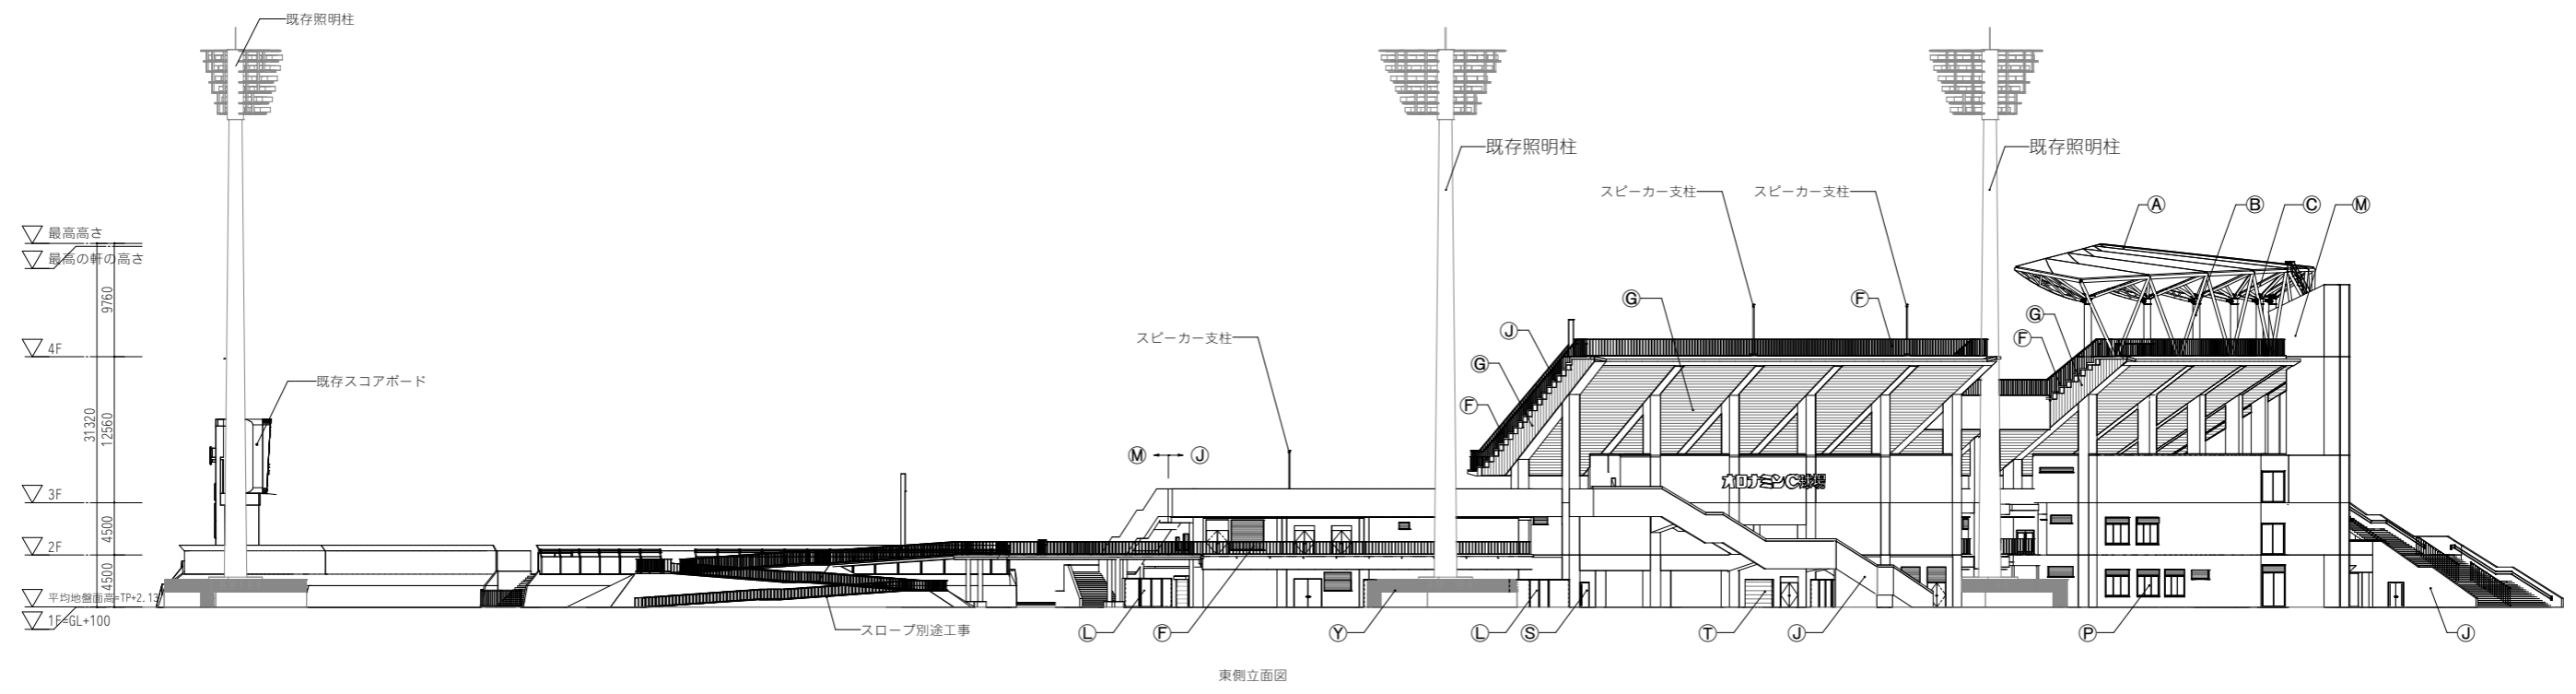 既存照明柱
既存照明柱
既存照明柱
スピーカー支柱
スピーカー支柱
Ⓐ
Ⓑ
Ⓒ
Ⓜ
最高高さ
最高の軒の高さ
9760
Ⓖ
Ⓕ
Ⓖ
Ⓕ
スピーカー支柱
Ⓙ
4F
Ⓖ
既存スコアボード
Ⓕ
31320
12560
Ⓜ
Ⓙ
オロナミンC球場
3F
4500
2F
4500
平均地盤面高=TP+2.13
1F=GL+100
スロープ別途工事
Ⓛ
Ⓕ
Ⓨ
Ⓛ
Ⓢ
Ⓣ
Ⓙ
Ⓟ
Ⓙ
東側立面図